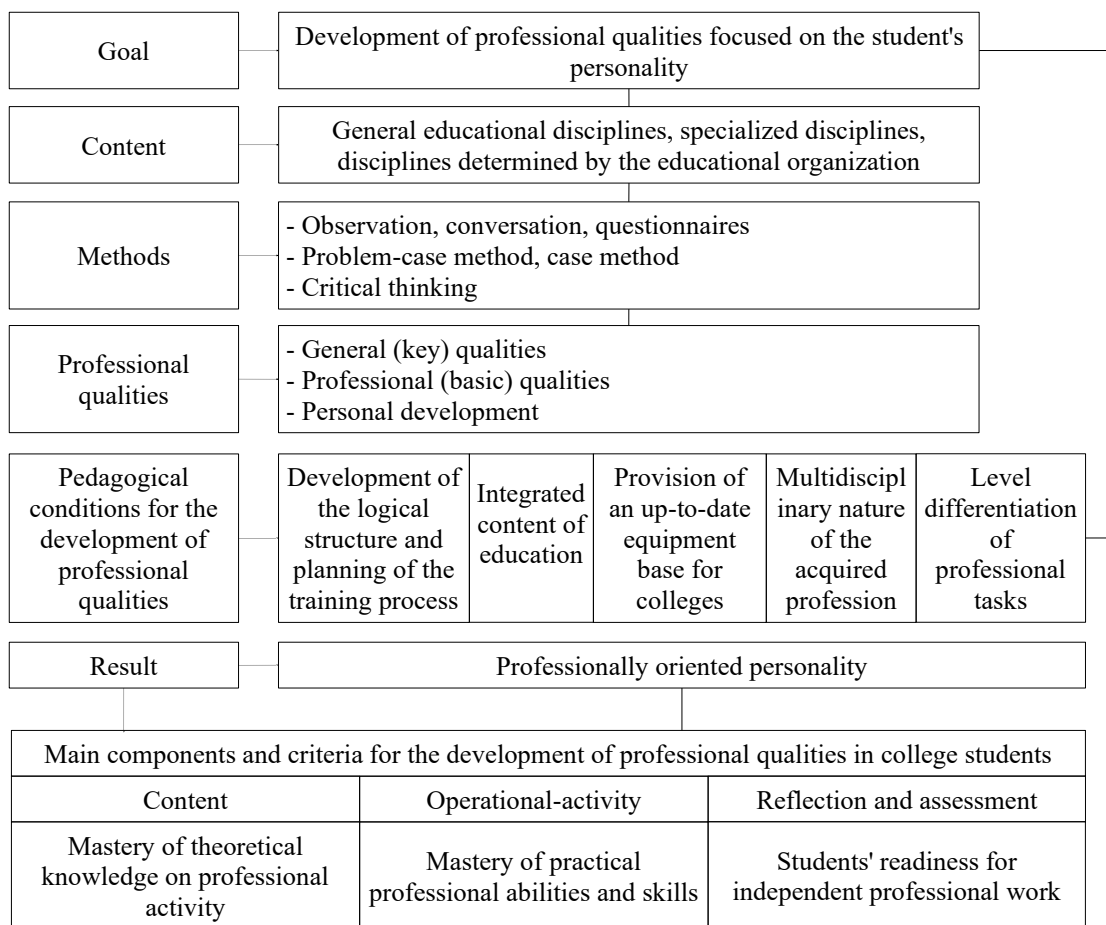 Goal
Development of professional qualities focused on the student's
personality
Content
General educational disciplines, specialized disciplines,
disciplines determined by the educational organization
Methods
- Observation, conversation, questionnaires
- Problem-case method, case method
- Critical thinking
Professional
qualities
- General (key) qualities
- Professional (basic) qualities
- Personal development
Pedagogical
conditions for the
development of
professional
qualities
Development of
the logical
structure and
planning of the
training process
Integrated
content of
education
Provision of
an up-to-date
equipment
base for
colleges
Multidiscipl
inary nature
of the
acquired
profession
Level
differentiation
of
professional
tasks
Result
Professionally oriented personality
Main components and criteria for the development of professional qualities in college students
Content
Operational-activity
Reflection and assessment
Mastery of theoretical
knowledge on professional
activity
Mastery of practical
professional abilities and skills
Students' readiness for
independent professional work